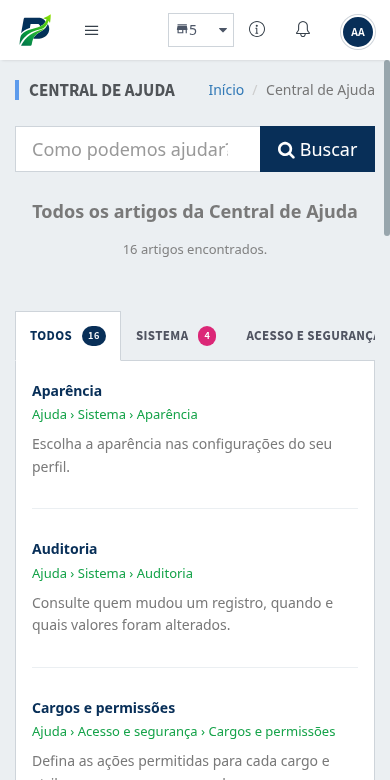 5
AA
CENTRAL DE AJUDA
Início / Central de Ajuda
Como podemos ajudar?
Buscar
Todos os artigos da Central de Ajuda
16 artigos encontrados.
TODOS 16
SISTEMA 4
ACESSO E SEGURANÇA
Aparência
Ajuda › Sistema › Aparência
Escolha a aparência nas configurações do seu
perfil.
Auditoria
Ajuda › Sistema › Auditoria
Consulte quem mudou um registro, quando e
quais valores foram alterados.
Cargos e permissões
Ajuda › Acesso e segurança › Cargos e permissões
Defina as ações permitidas para cada cargo e